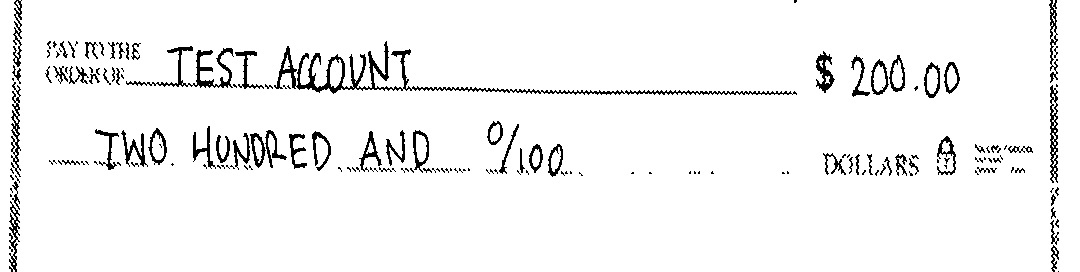 PAY TO THE
ORDER OF TEST ACCOUNT $ 200.00
TWO HUNDRED AND 0/100 DOLLARS